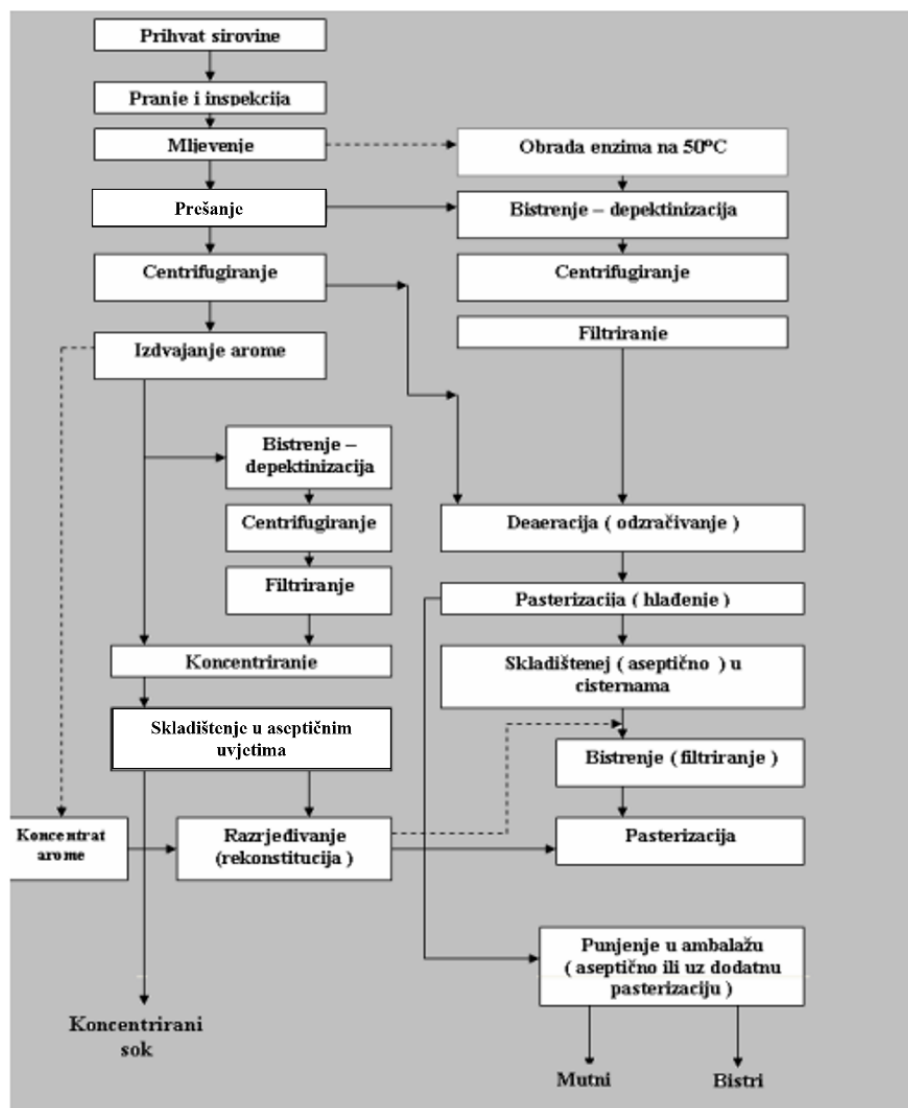 Prihvat sirovine
Pranje i inspekcija
Mljevenje
Obrada enzima na 50°C
Prešanje
Bistrenje – depektinizacija
Centrifugiranje
Centrifugiranje
Izdvajanje arome
Filtriranje
Bistrenje –
depektinizacija
Centrifugiranje
Deaeracija ( odzračivanje )
Filtriranje
Pasterizacija ( hlađenje )
Koncentriranje
Skladištenej ( aseptično ) u
cisternama
Skladištenje u aseptičnim
uvjetima
Bistrenje ( filtriranje )
Koncentrat
arome
Razrjeđivanje
(rekonstitucija )
Pasterizacija
Punjenje u ambalažu
( aseptično ili uz dodatnu
pasterizaciju )
Koncentrirani
sok
Mutni
Bistri